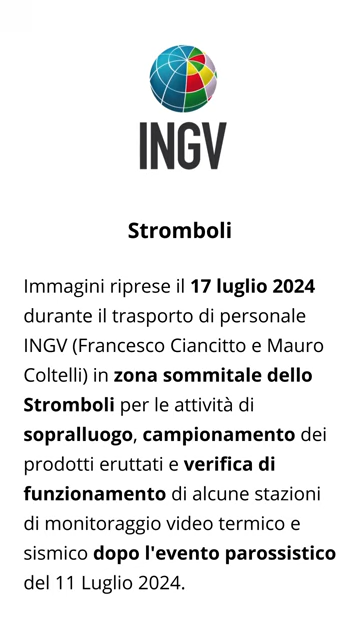 INGV
Stromboli
Immagini riprese il 17 luglio 2024
durante il trasporto di personale
INGV (Francesco Ciancitto e Mauro
Coltelli) in zona sommitale dello
Stromboli per le attività di
sopralluogo, campionamento dei
prodotti eruttati e verifica di
funzionamento di alcune stazioni
di monitoraggio video termico e
sismico dopo l'evento parossistico
del 11 Luglio 2024.